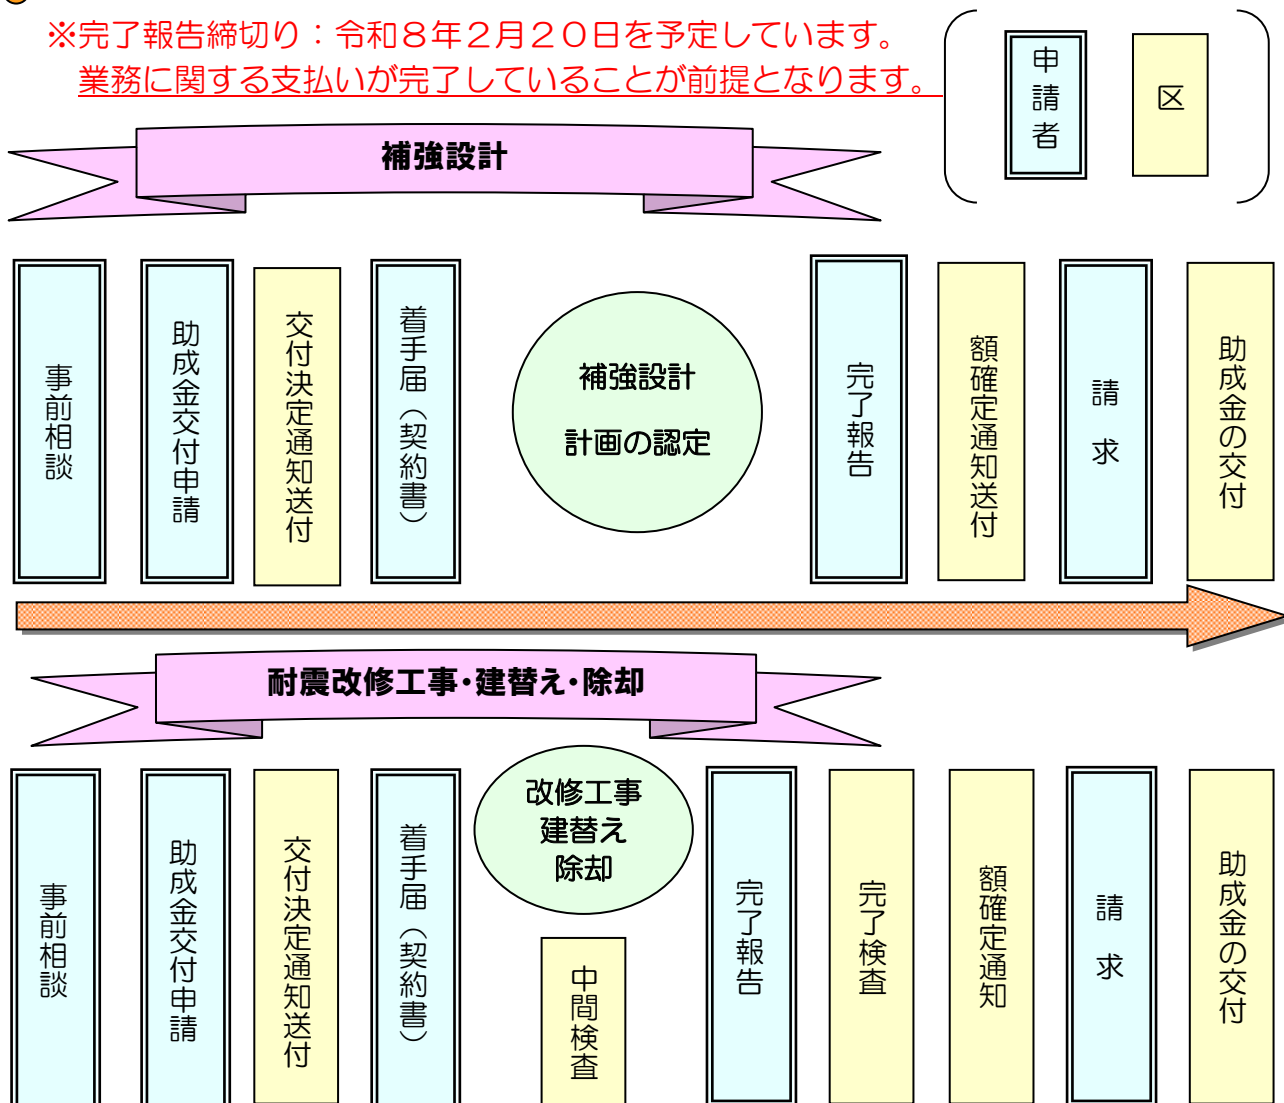 ※完了報告締切り：令和８年２月２０日を予定しています。
業務に関する支払いが完了していることが前提となります。
申請者
区
補強設計
事前相談
助成金交付申請
交付決定通知送付
着手届（契約書）
補強設計
計画の認定
完了報告
額確定通知送付
請求
助成金の交付
耐震改修工事・建替え・除却
事前相談
助成金交付申請
交付決定通知送付
着手届（契約書）
改修工事
建替え
除却
中間検査
完了報告
完了検査
額確定通知
請求
助成金の交付